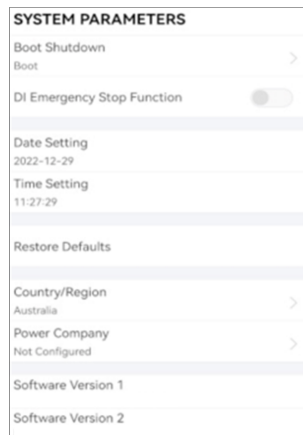 SYSTEM PARAMETERS
Boot Shutdown
Boot
DI Emergency Stop Function
Date Setting
2022-12-29
Time Setting
11:27:29
Restore Defaults
Country/Region
Australia
Power Company
Not Configured
Software Version 1
Software Version 2